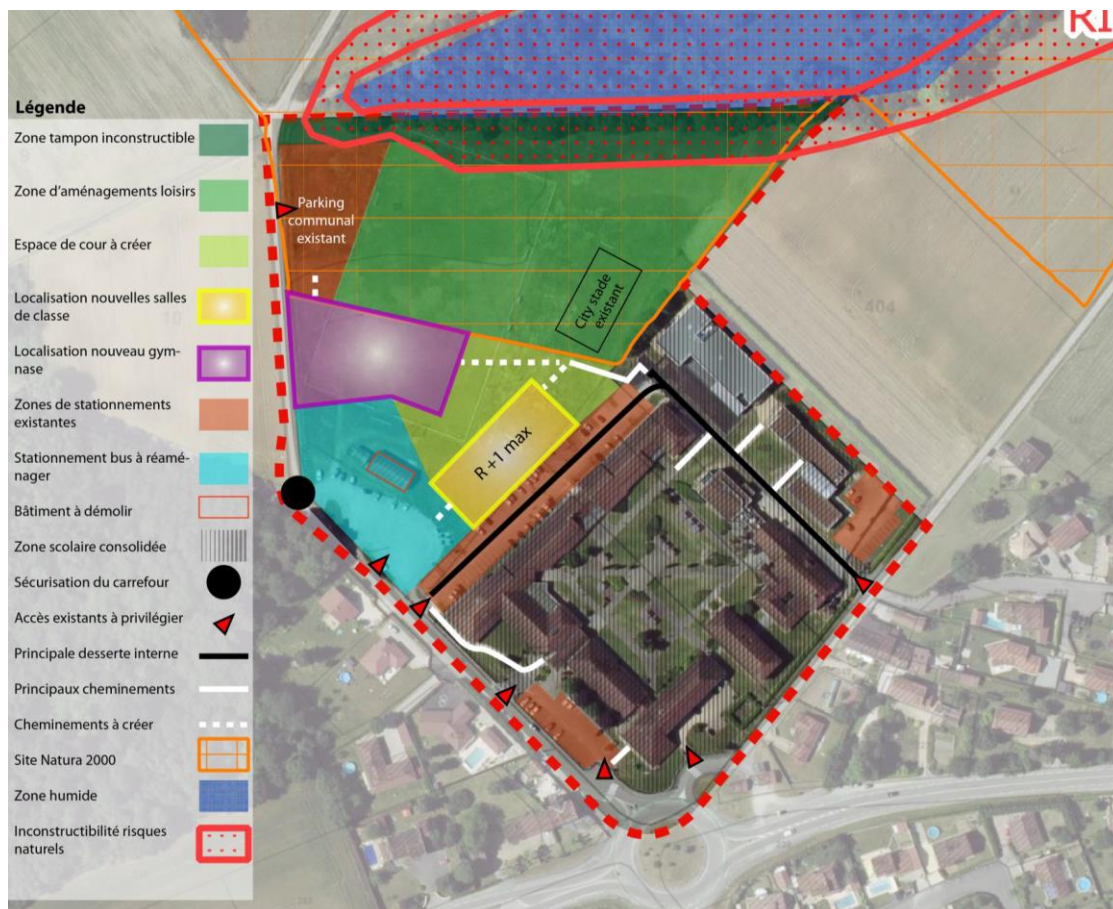 R1
Légende
Zone tampon inconstructible
Zone d'aménagements loisirs
Espace de cour à créer
Localisation nouvelles salles
de classe
Localisation nouveau gym-
nase
Zones de stationnements
existantes
Stationnement bus à réamé-
nager
Bâtiment à démolir
Zone scolaire consolidée
Sécurisation du carrefour
Accès existants à privilégier
Principale desserte interne
Principaux cheminements
Cheminements à créer
Site Natura 2000
Zone humide
Inconstructibilité risques
naturels
Parking
communal
existant
City stade
existant
R +1 max
404